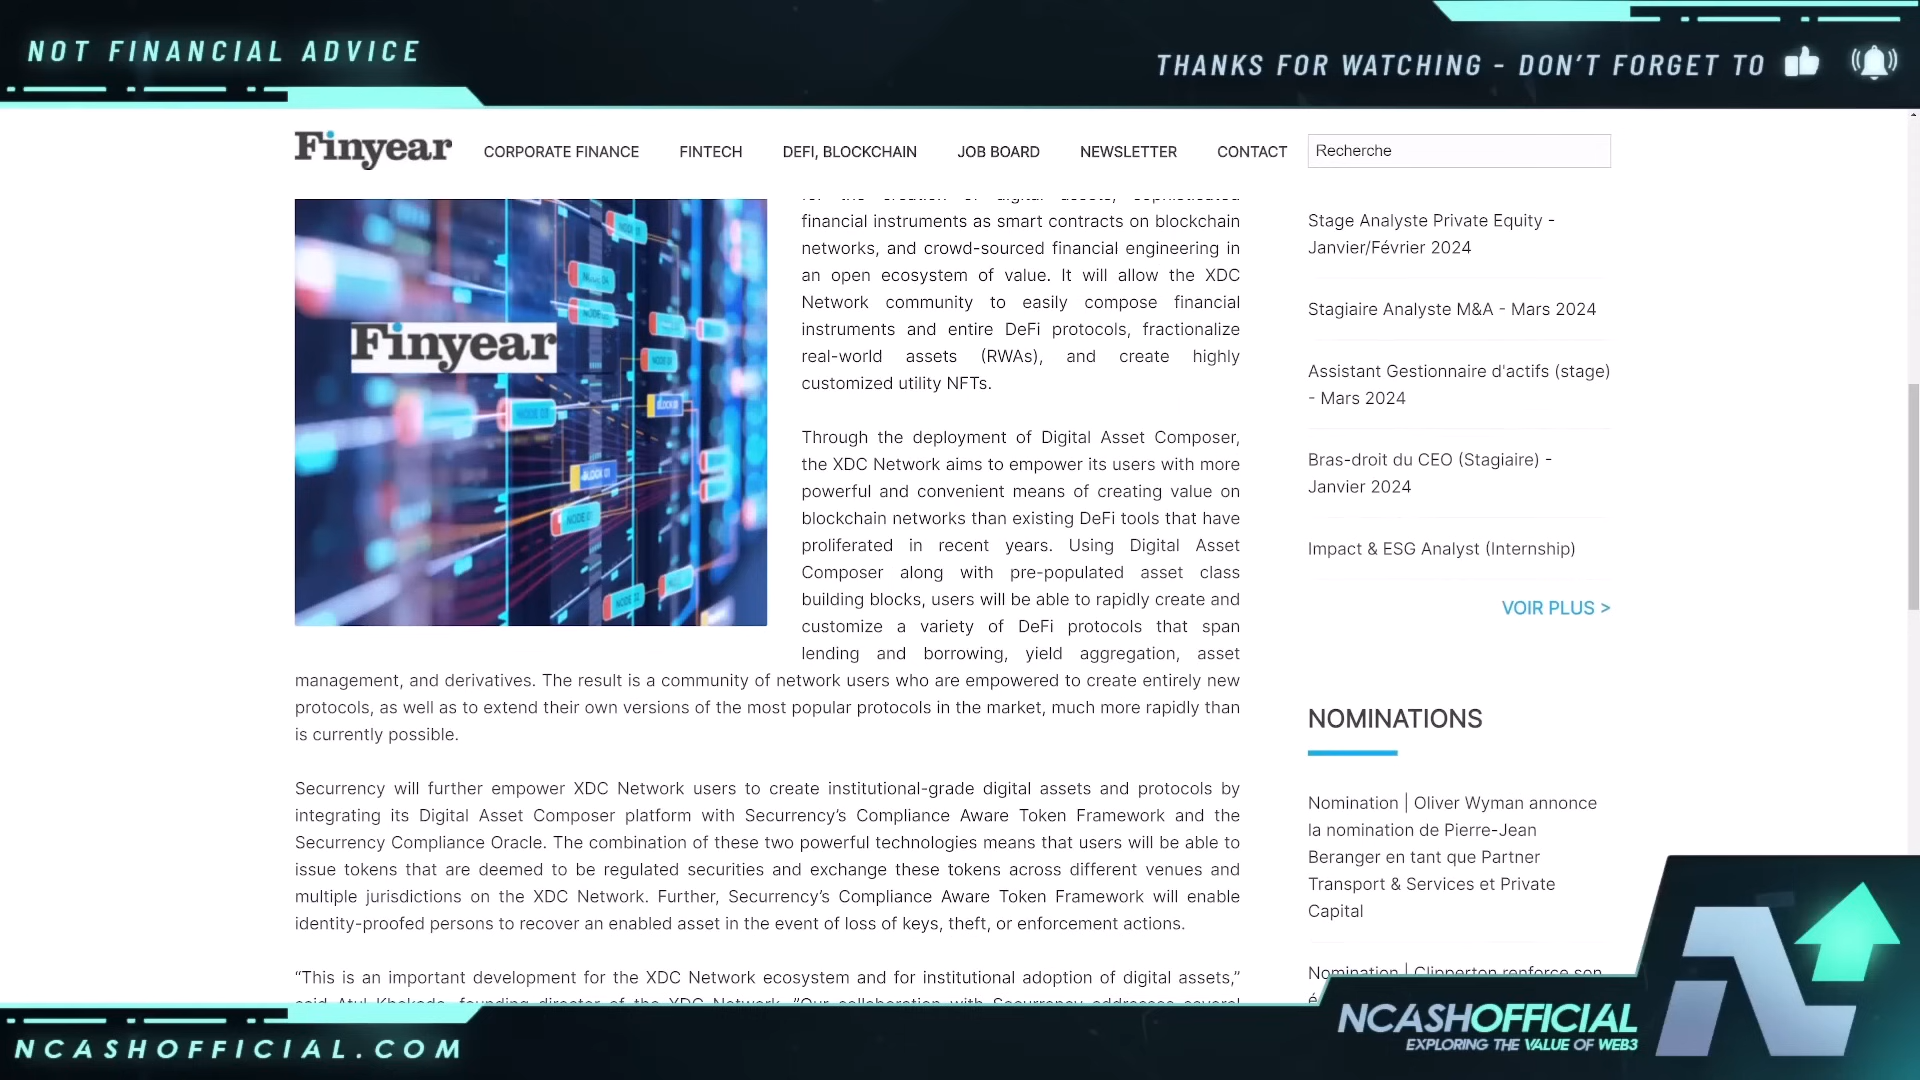 NOT FINANCIAL ADVICE
THANKS FOR WATCHING - DON'T FORGET TO
Finyear
CORPORATE FINANCE
FINTECH
DEFI, BLOCKCHAIN
JOB BOARD
NEWSLETTER
CONTACT
Recherche
Finyear
for the creation of digital assets, sophisticated
financial instruments as smart contracts on blockchain
networks, and crowd-sourced financial engineering in
an open ecosystem of value. It will allow the XDC
Network community to easily compose financial
instruments and entire DeFi protocols, fractionalize
real-world assets (RWAs), and create highly
customized utility NFTs.
Through the deployment of Digital Asset Composer,
the XDC Network aims to empower its users with more
powerful and convenient means of creating value on
blockchain networks than existing DeFi tools that have
proliferated in recent years. Using Digital Asset
Composer along with pre-populated asset class
building blocks, users will be able to rapidly create and
customize a variety of DeFi protocols that span
lending and borrowing, yield aggregation, asset
management, and derivatives. The result is a community of network users who are empowered to create entirely new
protocols, as well as to extend their own versions of the most popular protocols in the market, much more rapidly than
is currently possible.
Securrency will further empower XDC Network users to create institutional-grade digital assets and protocols by
integrating its Digital Asset Composer platform with Securrency's Compliance Aware Token Framework and the
Securrency Compliance Oracle. The combination of these two powerful technologies means that users will be able to
issue tokens that are deemed to be regulated securities and exchange these tokens across different venues and
multiple jurisdictions on the XDC Network. Further, Securrency's Compliance Aware Token Framework will enable
identity-proofed persons to recover an enabled asset in the event of loss of keys, theft, or enforcement actions.
“This is an important development for the XDC Network ecosystem and for institutional adoption of digital assets,”
said Atul Khekade, founding director of the XDC Network. ”Our collaboration with Securrency addresses several
Stage Analyste Private Equity -
Janvier/Février 2024
Stagiaire Analyste M&A - Mars 2024
Assistant Gestionnaire d'actifs (stage)
- Mars 2024
Bras-droit du CEO (Stagiaire) -
Janvier 2024
Impact & ESG Analyst (Internship)
VOIR PLUS >
NOMINATIONS
Nomination | Oliver Wyman annonce
la nomination de Pierre-Jean
Beranger en tant que Partner
Transport & Services et Private
Capital
Nomination | Clipperton renforce son
NCASHOFFICIAL.COM
NCASHOFFICIAL
EXPLORING THE VALUE OF WEB3